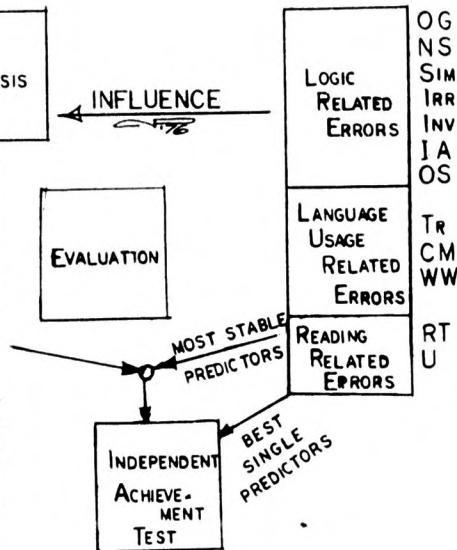 SIS
INFLUENCE
'76
LOGIC
RELATED
ERRORS
OG
NS
SIM
IRR
INV
IA
OS
EVALUATION
LANGUAGE
USAGE
RELATED
ERRORS
TR
CM
WW
MOST STABLE
PREDICTORS
READING
RELATED
ERRORS
RT
U
BEST
SINGLE
PREDICTORS
INDEPENDENT
ACHIEVE-
MENT
TEST